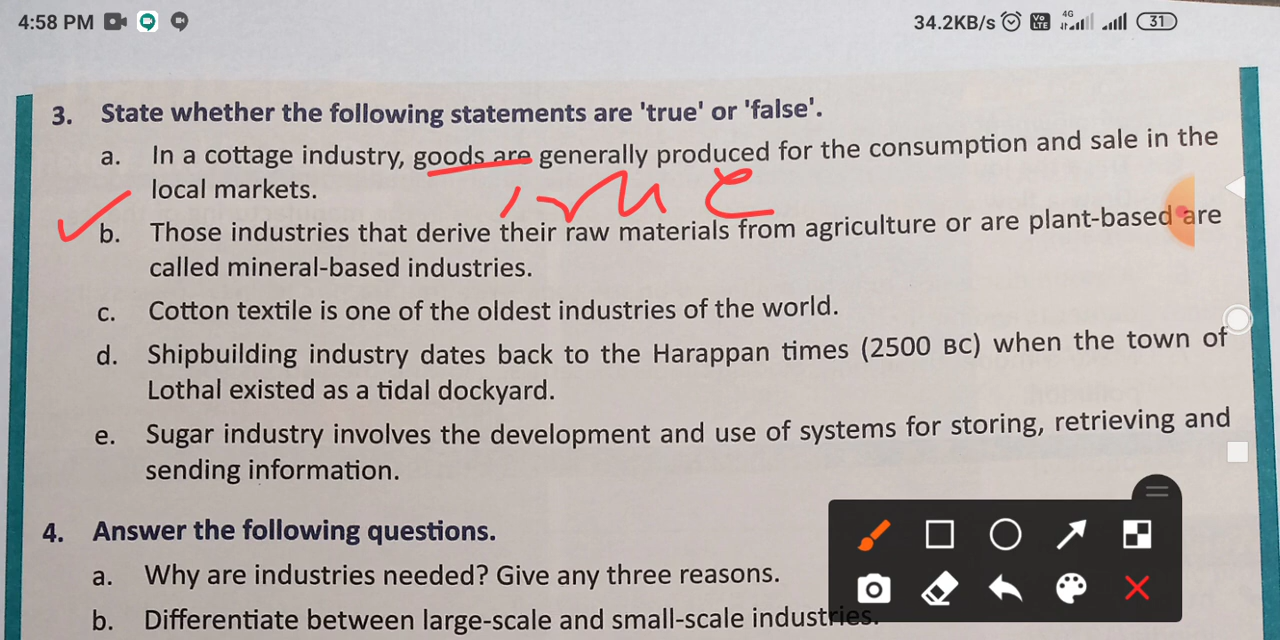 4:58 PM
34.2KB/s Vo LTE 4G 31
3. State whether the following statements are 'true' or 'false'.
a. In a cottage industry, goods are generally produced for the consumption and sale in the
local markets.
true
b. Those industries that derive their raw materials from agriculture or are plant-based are
called mineral-based industries.
c. Cotton textile is one of the oldest industries of the world.
d. Shipbuilding industry dates back to the Harappan times (2500 BC) when the town of
Lothal existed as a tidal dockyard.
e. Sugar industry involves the development and use of systems for storing, retrieving and
sending information.
4. Answer the following questions.
a. Why are industries needed? Give any three reasons.
b. Differentiate between large-scale and small-scale industries.